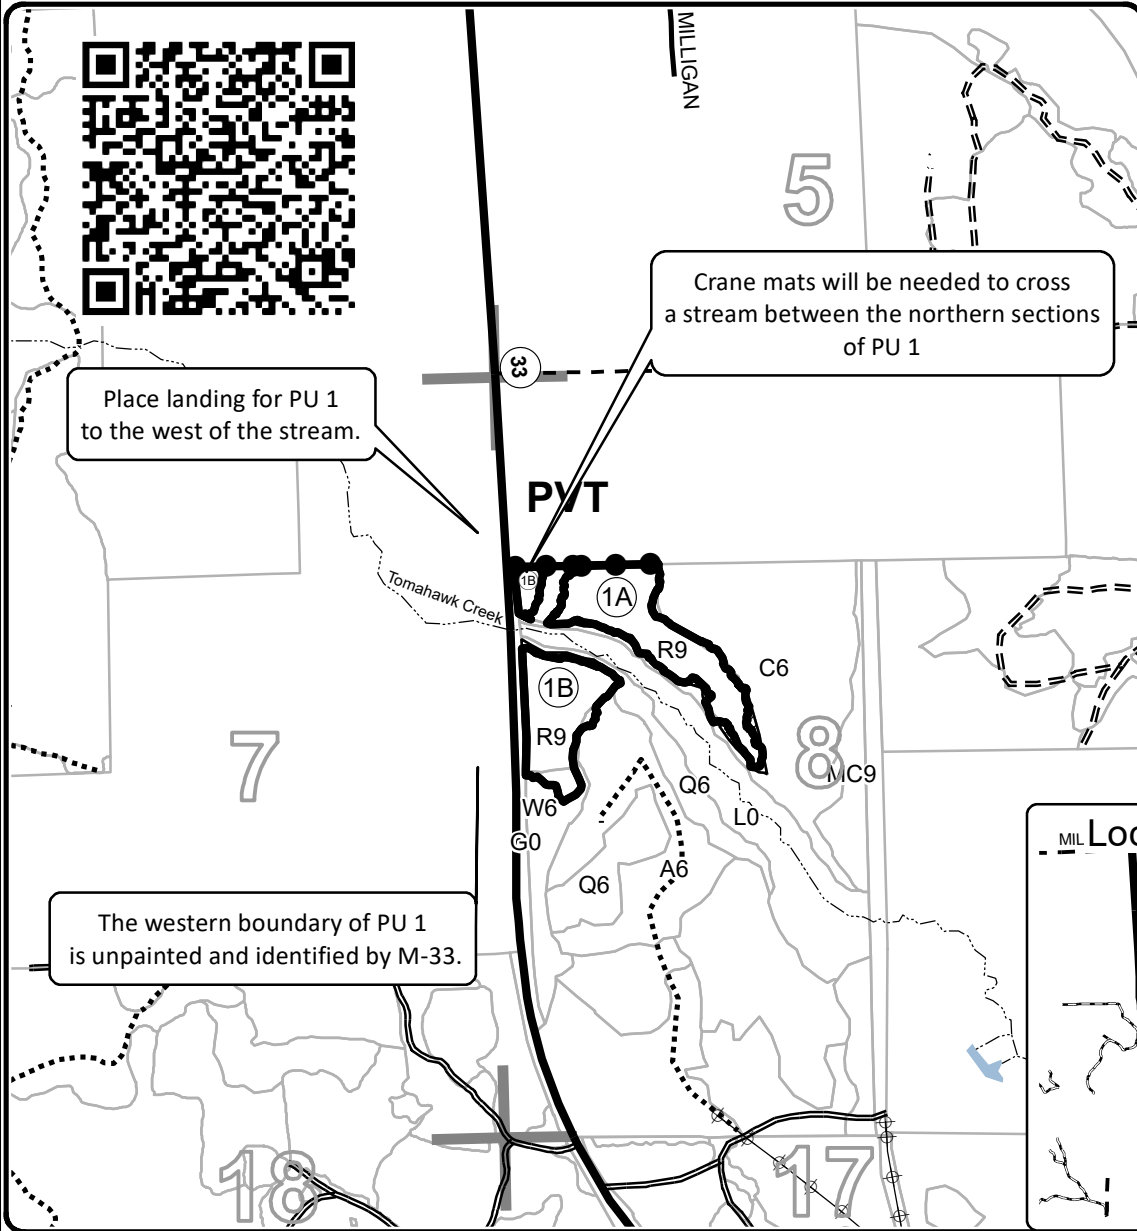 MILLIGAN
5
Crane mats will be needed to cross
a stream between the northern sections
of PU 1
33
Place landing for PU 1
to the west of the stream.
PVT
1B
1A
Tomahawk Creek
R9
C6
1B
R9
7
8
MC9
Q6
W6
L0
G0
A6
Q6
MIL
Loc
The western boundary of PU 1
is unpainted and identified by M-33.
18
17